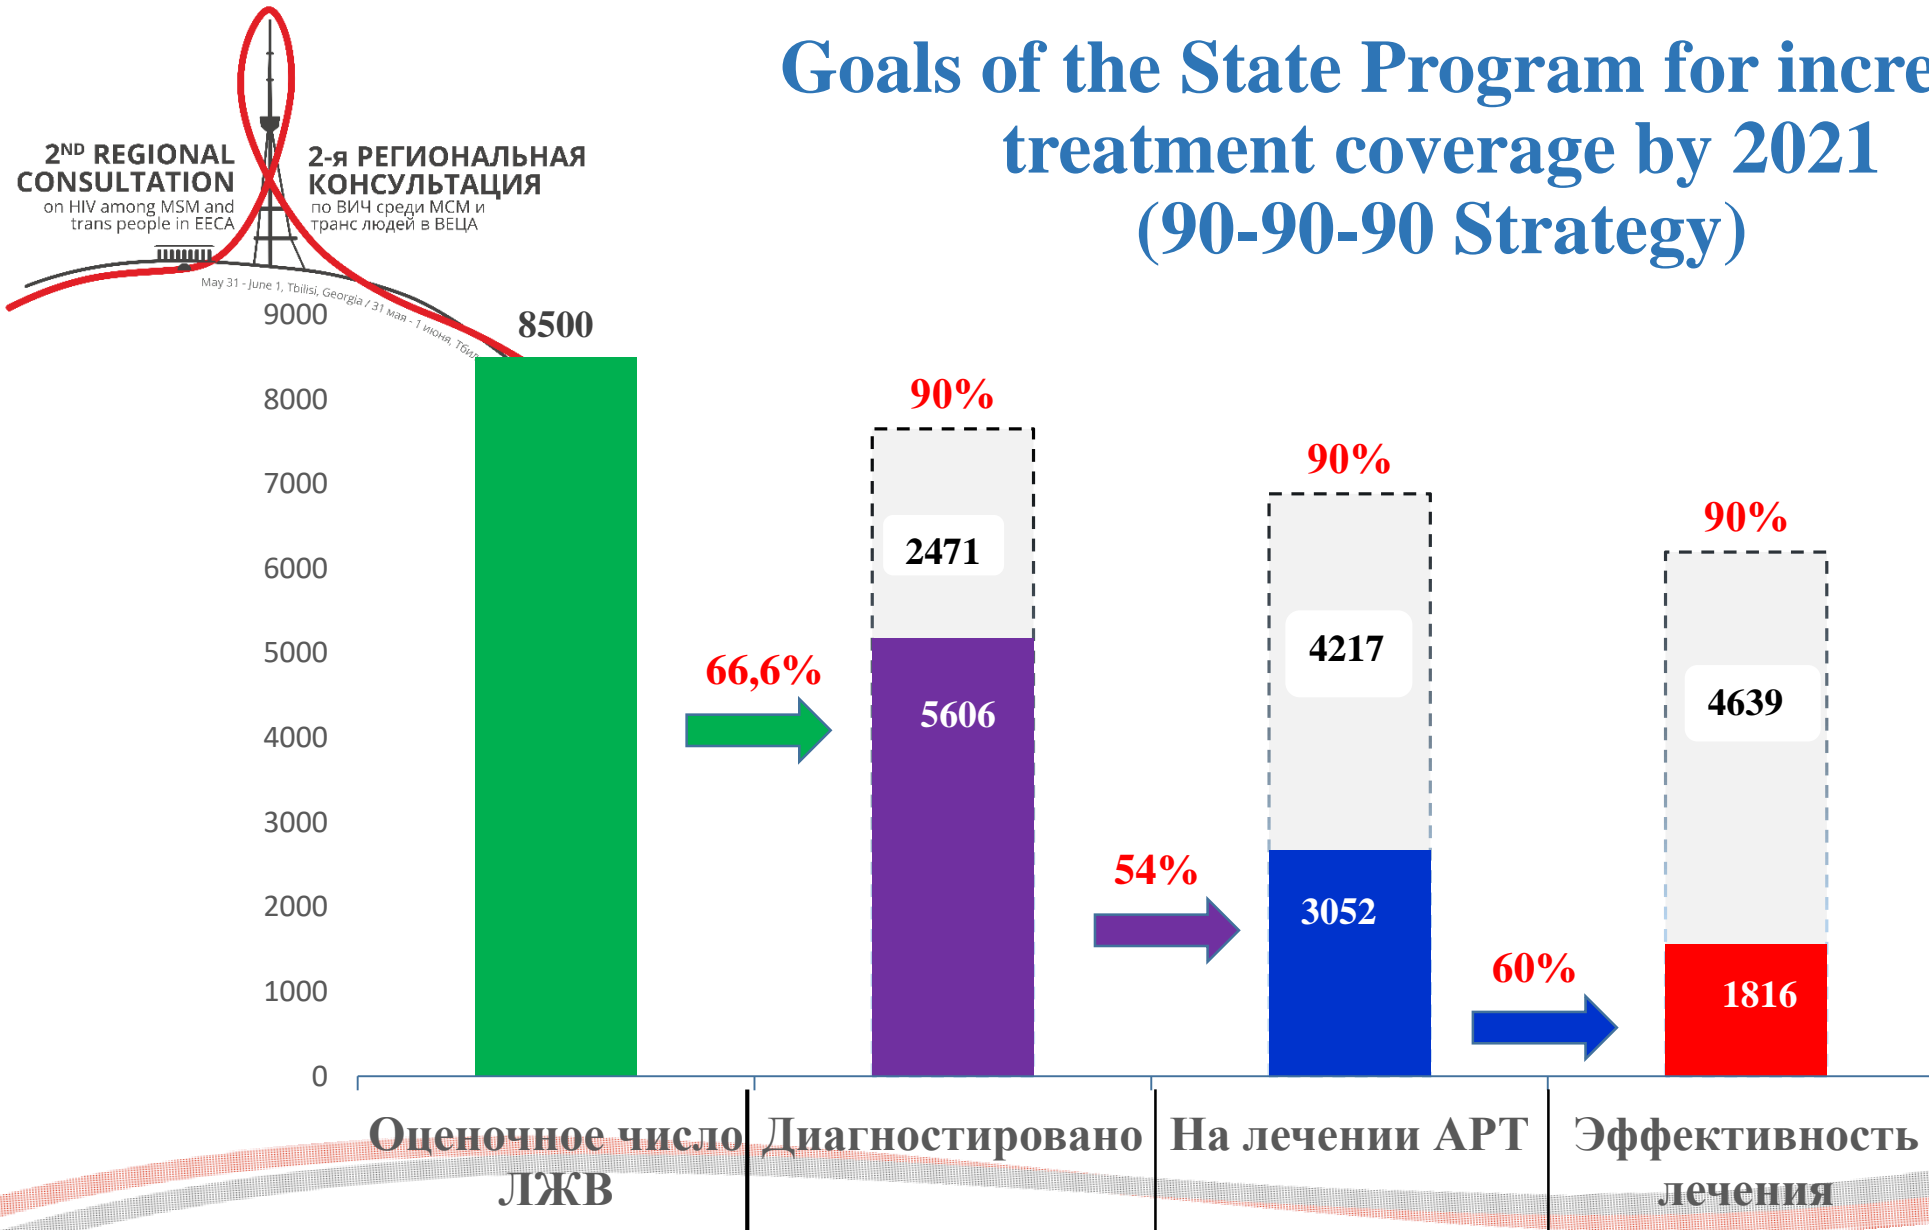 2ND REGIONAL
CONSULTATION
on HIV among MSM and
trans people in EECA
2-я РЕГИОНАЛЬНАЯ
КОНСУЛЬТАЦИЯ
по ВИЧ среди МСМ и
транс людей в ВЕЦА
May 31 - June 1, Tbilisi, Georgia / 31 мая - 1 июня,
Goals of the State Program for incre
treatment coverage by 2021
(90-90-90 Strategy)
9000
8000
7000
6000
5000
4000
3000
2000
1000
0
8500
66,6%
90%
2471
5606
54%
90%
4217
3052
60%
90%
4639
1816
Оценочное число
ЛЖВ
Диагностировано
На лечении АРТ
Эффективность
лечения